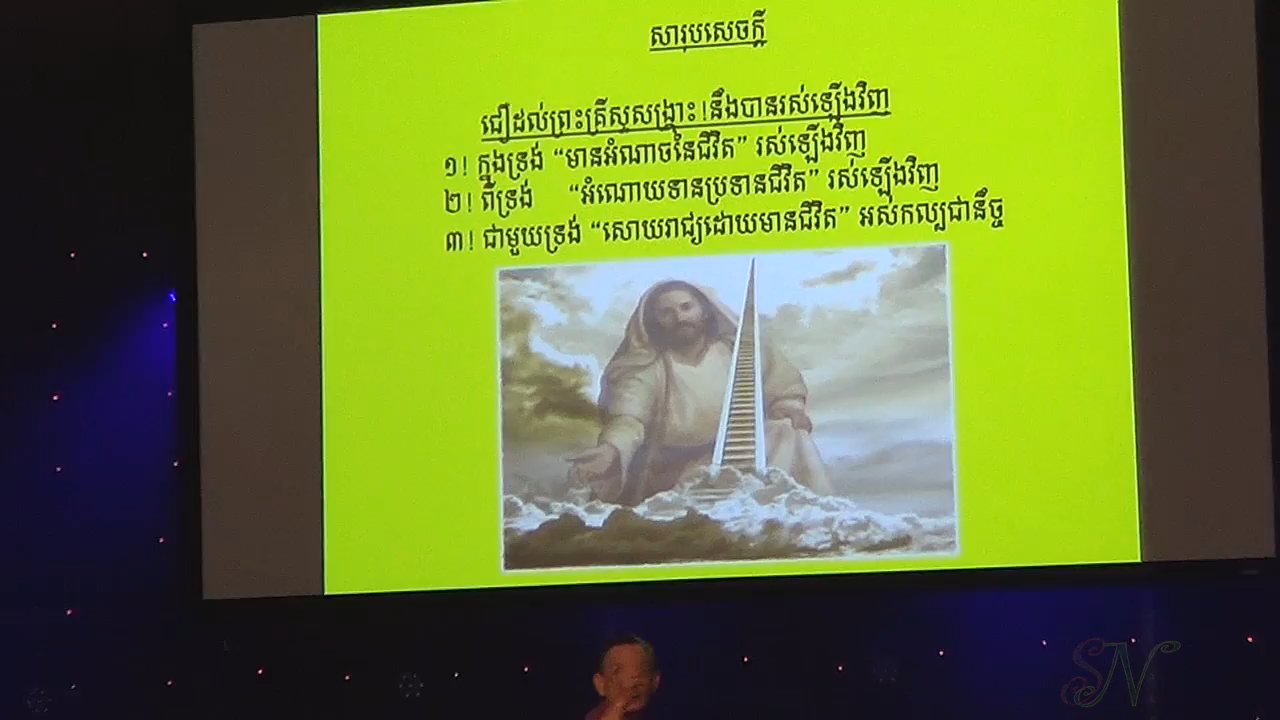 សារុបសេចក្តី
ជឿដល់ព្រះគ្រីស្ទសង្គ្រោះ!នឹងបានរស់ឡើងវិញ
១! ក្នុងទ្រង់ “មានអំណាចនៃជីវិត” រស់ឡើងវិញ
២! ពីទ្រង់ “អំណោយទានប្រទានជីវិត” រស់ឡើងវិញ
៣! ជាមួយទ្រង់ “សោយរាជ្យដោយមានជីវិត” អស់កល្បជានិច្ច
SN